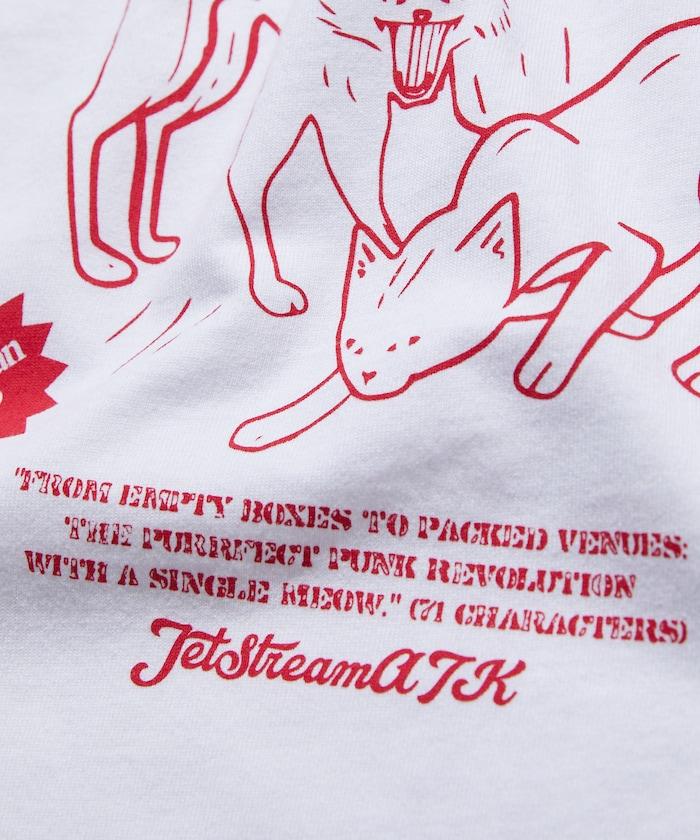 "FROM EMPTY BOXES TO PACKED VENUES:
THE PURRFECT PUNK REVOLUTION
WITH A SINGLE MEOW." (71 CHARACTERS)
JetStreamATK